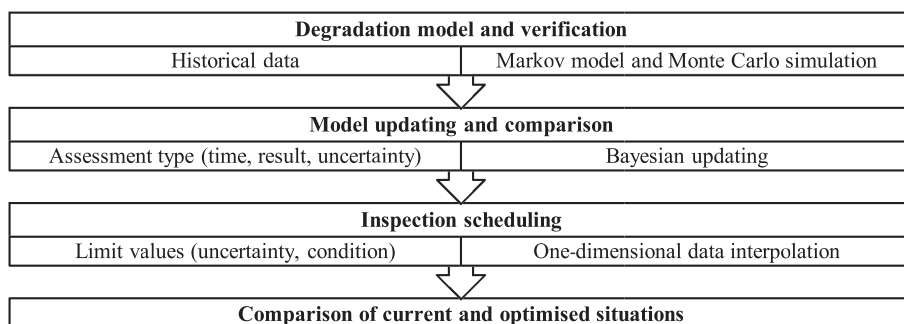 Degradation model and verification
Historical data
Markov model and Monte Carlo simulation
Model updating and comparison
Assessment type (time, result, uncertainty)
Bayesian updating
Inspection scheduling
Limit values (uncertainty, condition)
One-dimensional data interpolation
Comparison of current and optimised situations